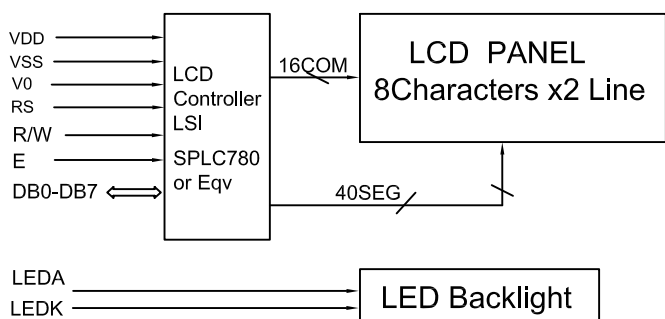 VDD
VSS
V0
RS
R/W
E
DB0-DB7
LCD
Controller
LSI
SPLC780
or Eqv
16COM
40SEG
LCD PANEL
8Characters x2 Line
LEDA
LEDK
LED Backlight